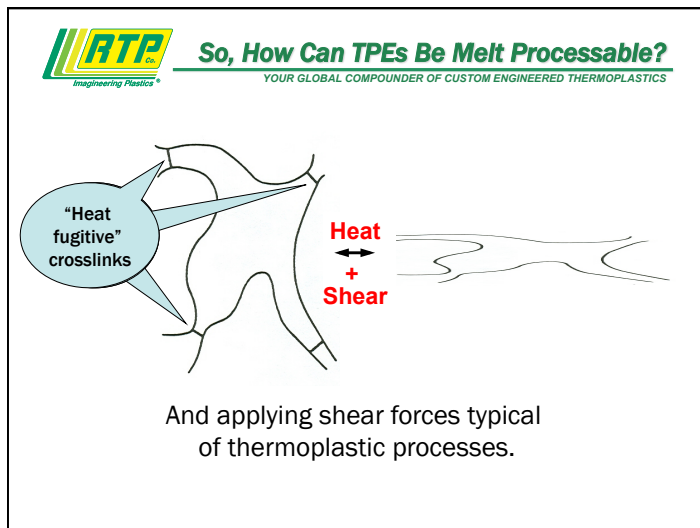 RTP
Co.
Imagineering Plastics®
So, How Can TPEs Be Melt Processable?
YOUR GLOBAL COMPOUNDER OF CUSTOM ENGINEERED THERMOPLASTICS
“Heat
fugitive”
crosslinks
Heat
+
Shear
And applying shear forces typical
of thermoplastic processes.